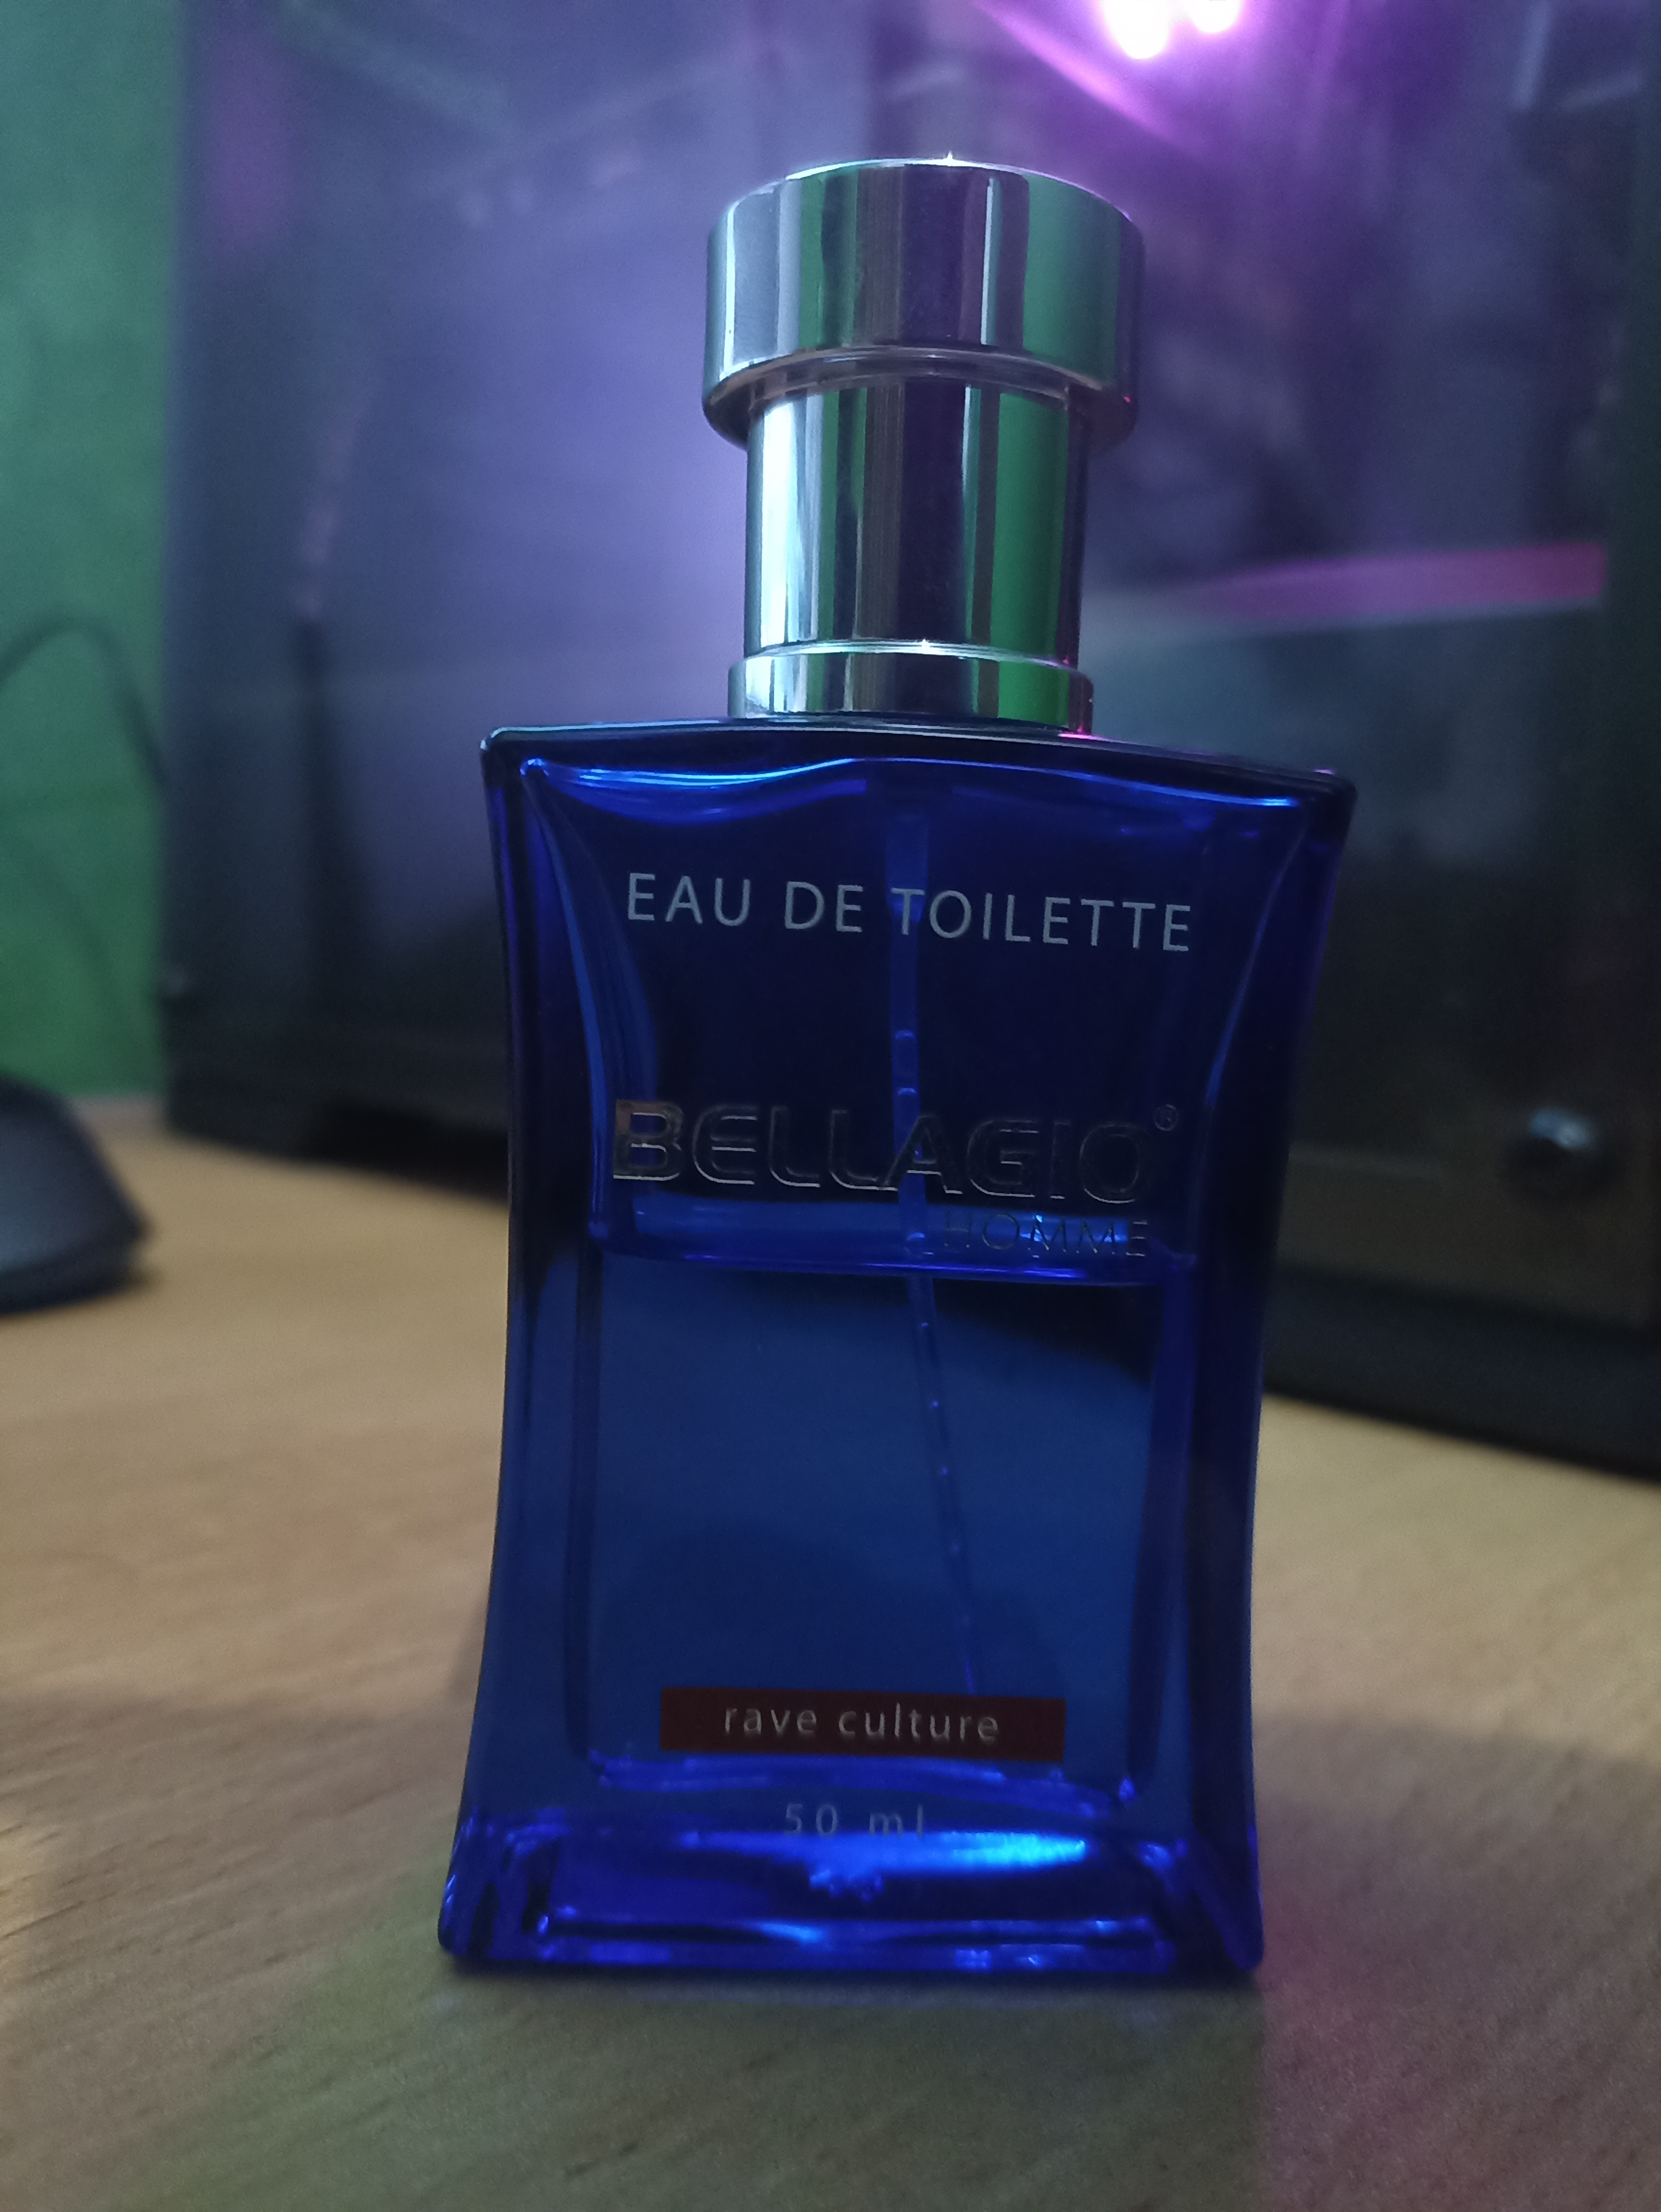 EAU DE TOILETTE
BELLAGIO®
HOMME
rave culture
50 ml